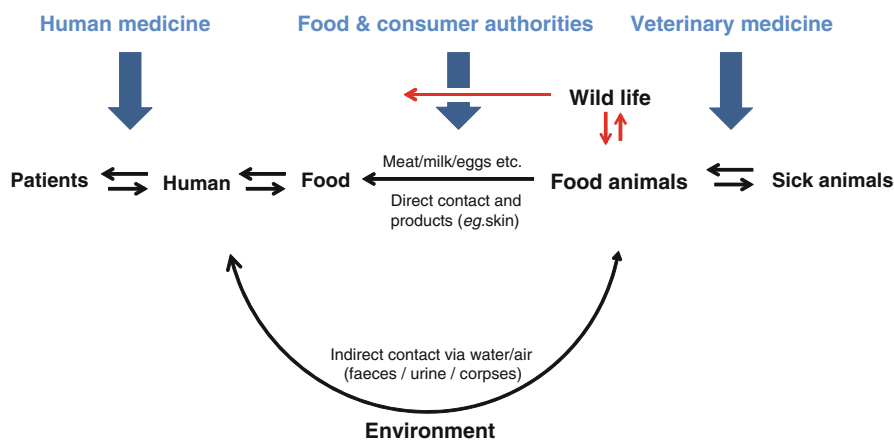 Human medicine
Food & consumer authorities
Veterinary medicine
Wild life
Meat/milk/eggs etc.
Patients
Human
Food
Food animals
Sick animals
Direct contact and
products (eg.skin)
Indirect contact via water/air
(faeces / urine / corpses)
Environment